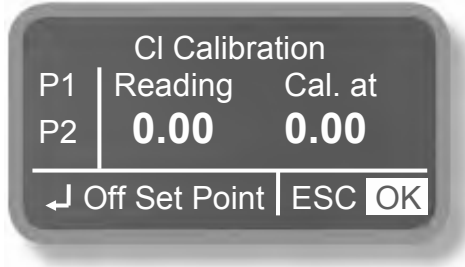 Cl Calibration
P1 Reading Cal. at
P2 0.00 0.00
↵ Off Set Point ESC OK